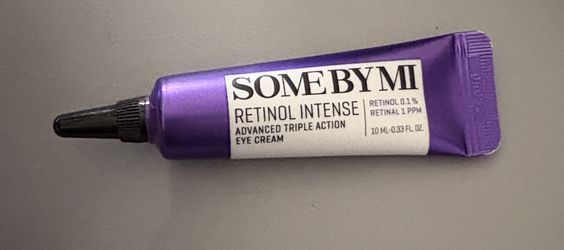 SOME BY MI
RETINOL INTENSE
ADVANCED TRIPLE ACTION
EYE CREAM
RETINOL 0.1 %
RETINAL 1 PPM
10 ML·0.33 FL. OZ.